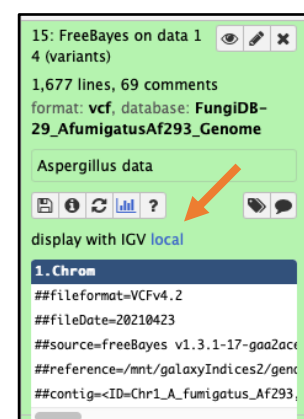 15: FreeBayes on data 1
4 (variants)
1,677 lines, 69 comments
format: vcf, database: FungiDB-
29_AfumigatusAf293_Genome
Aspergillus data
?
display with IGV local
1.Chrom
##fileformat=VCFv4.2
##fileDate=20210423
##source=freeBayes v1.3.1-17-gaa2ace
##reference=/mnt/galaxyIndices2/geno
##contig=<ID=Chr1_A_fumigatus_Af293,